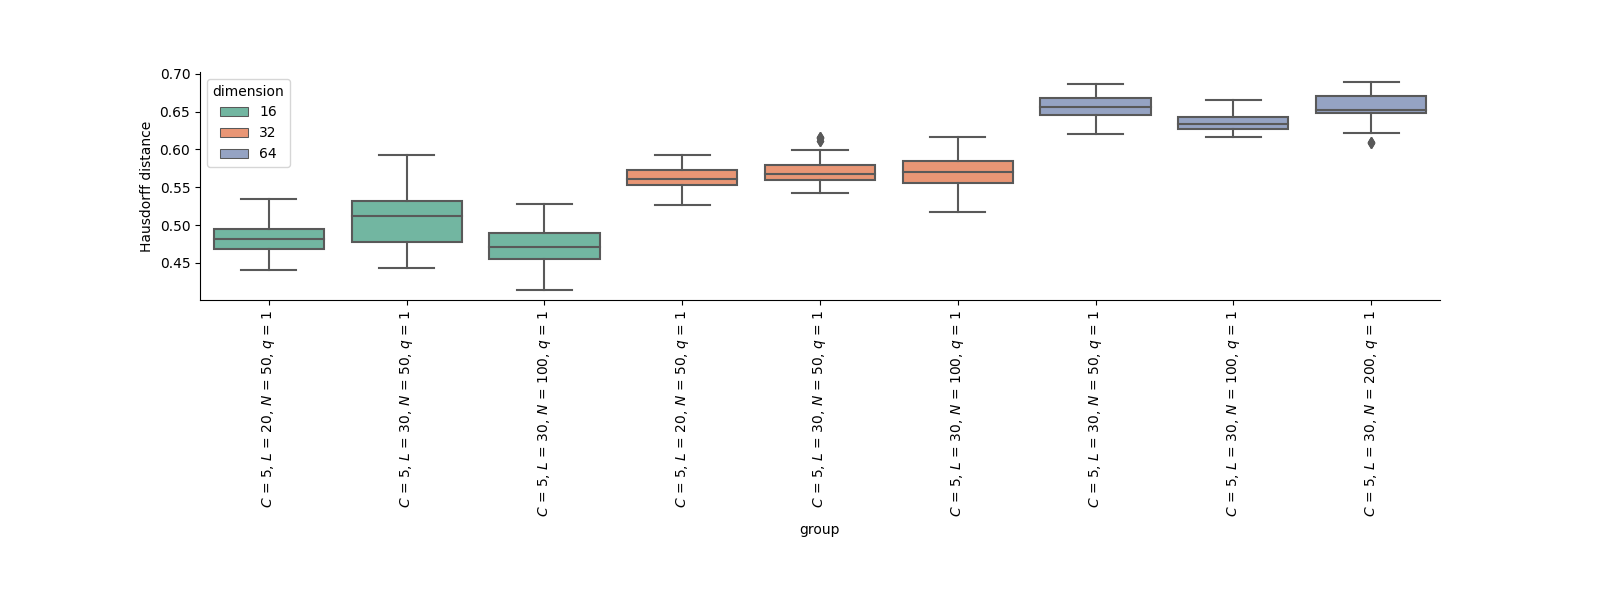 0.70
0.65
0.60
0.55
0.50
0.45
Hausdorff distance
dimension
16
32
64
C = 5, L = 20, N = 50, q = 1
C = 5, L = 30, N = 50, q = 1
C = 5, L = 30, N = 100, q = 1
C = 5, L = 20, N = 50, q = 1
C = 5, L = 30, N = 50, q = 1
C = 5, L = 30, N = 100, q = 1
C = 5, L = 30, N = 50, q = 1
C = 5, L = 30, N = 100, q = 1
C = 5, L = 30, N = 200, q = 1
group